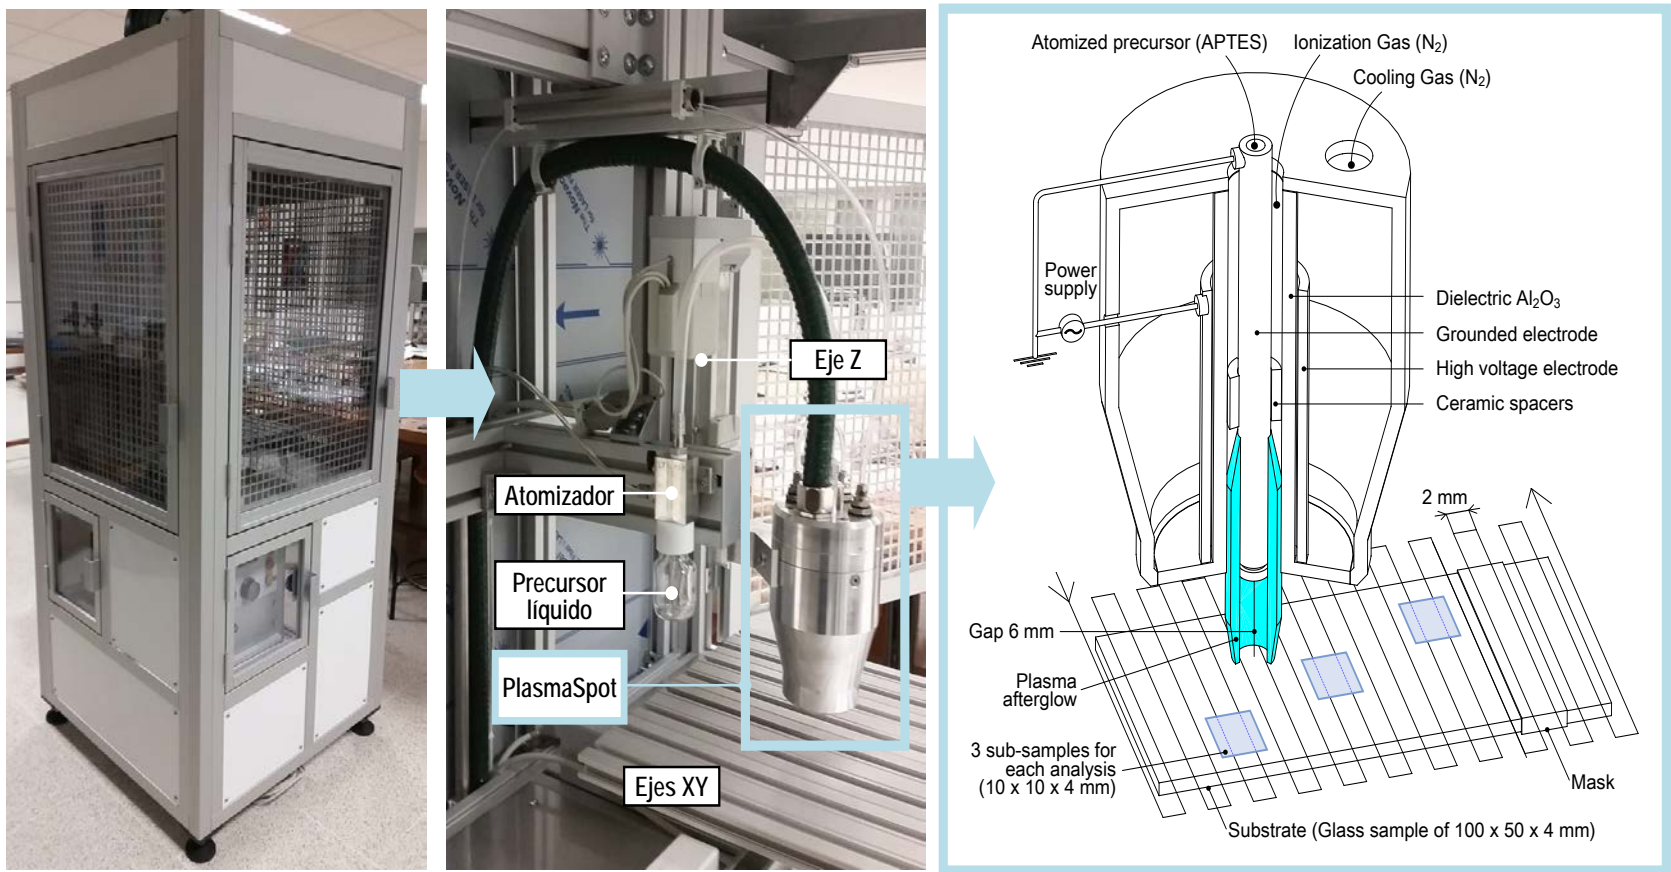 Eje Z
Atomizador
Precursor
líquido
PlasmaSpot
Ejes XY
Atomized precursor (APTES)
Ionization Gas (N₂)
Cooling Gas (N₂)
Power
supply
Dielectric Al₂O₃
Grounded electrode
High voltage electrode
Ceramic spacers
2 mm
Gap 6 mm
Plasma
afterglow
3 sub-samples for
each analysis
(10 x 10 x 4 mm)
Mask
Substrate (Glass sample of 100 x 50 x 4 mm)